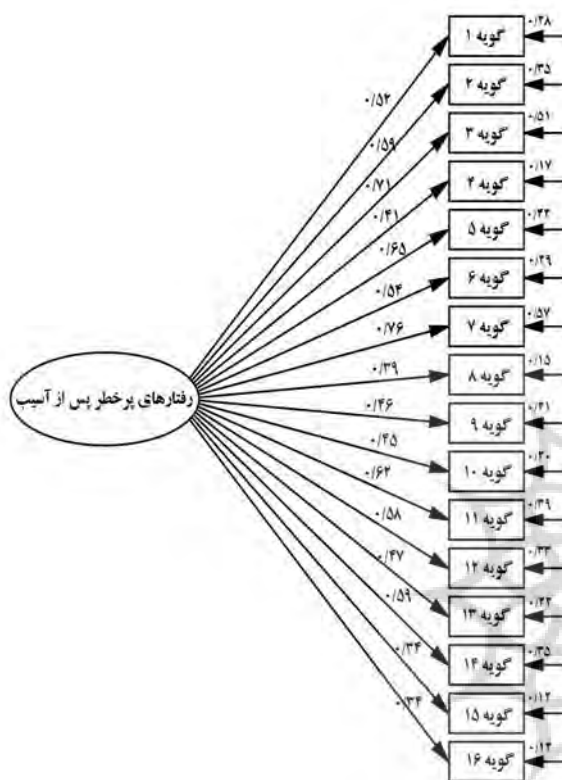 ۰/۲۸
گویه ۱
۰/۵۲
۰/۳۵
گویه ۲
۰/۵۹
۰/۵۱
گویه ۳
۰/۷۱
۰/۱۷
گویه ۴
۰/۴۱
۰/۴۲
گویه ۵
۰/۶۵
۰/۲۹
گویه ۶
۰/۵۴
۰/۵۷
گویه ۷
۰/۷۶
۰/۱۵
گویه ۸
۰/۳۹
رفتارهای پرخطر پس از آسیب
۰/۲۱
گویه ۹
۰/۴۶
۰/۲۰
گویه ۱۰
۰/۴۵
۰/۳۹
گویه ۱۱
۰/۶۲
۰/۳۳
گویه ۱۲
۰/۵۸
۰/۲۲
گویه ۱۳
۰/۴۷
۰/۳۵
گویه ۱۴
۰/۵۹
۰/۱۲
گویه ۱۵
۰/۳۴
۰/۱۲
گویه ۱۶
۰/۳۴